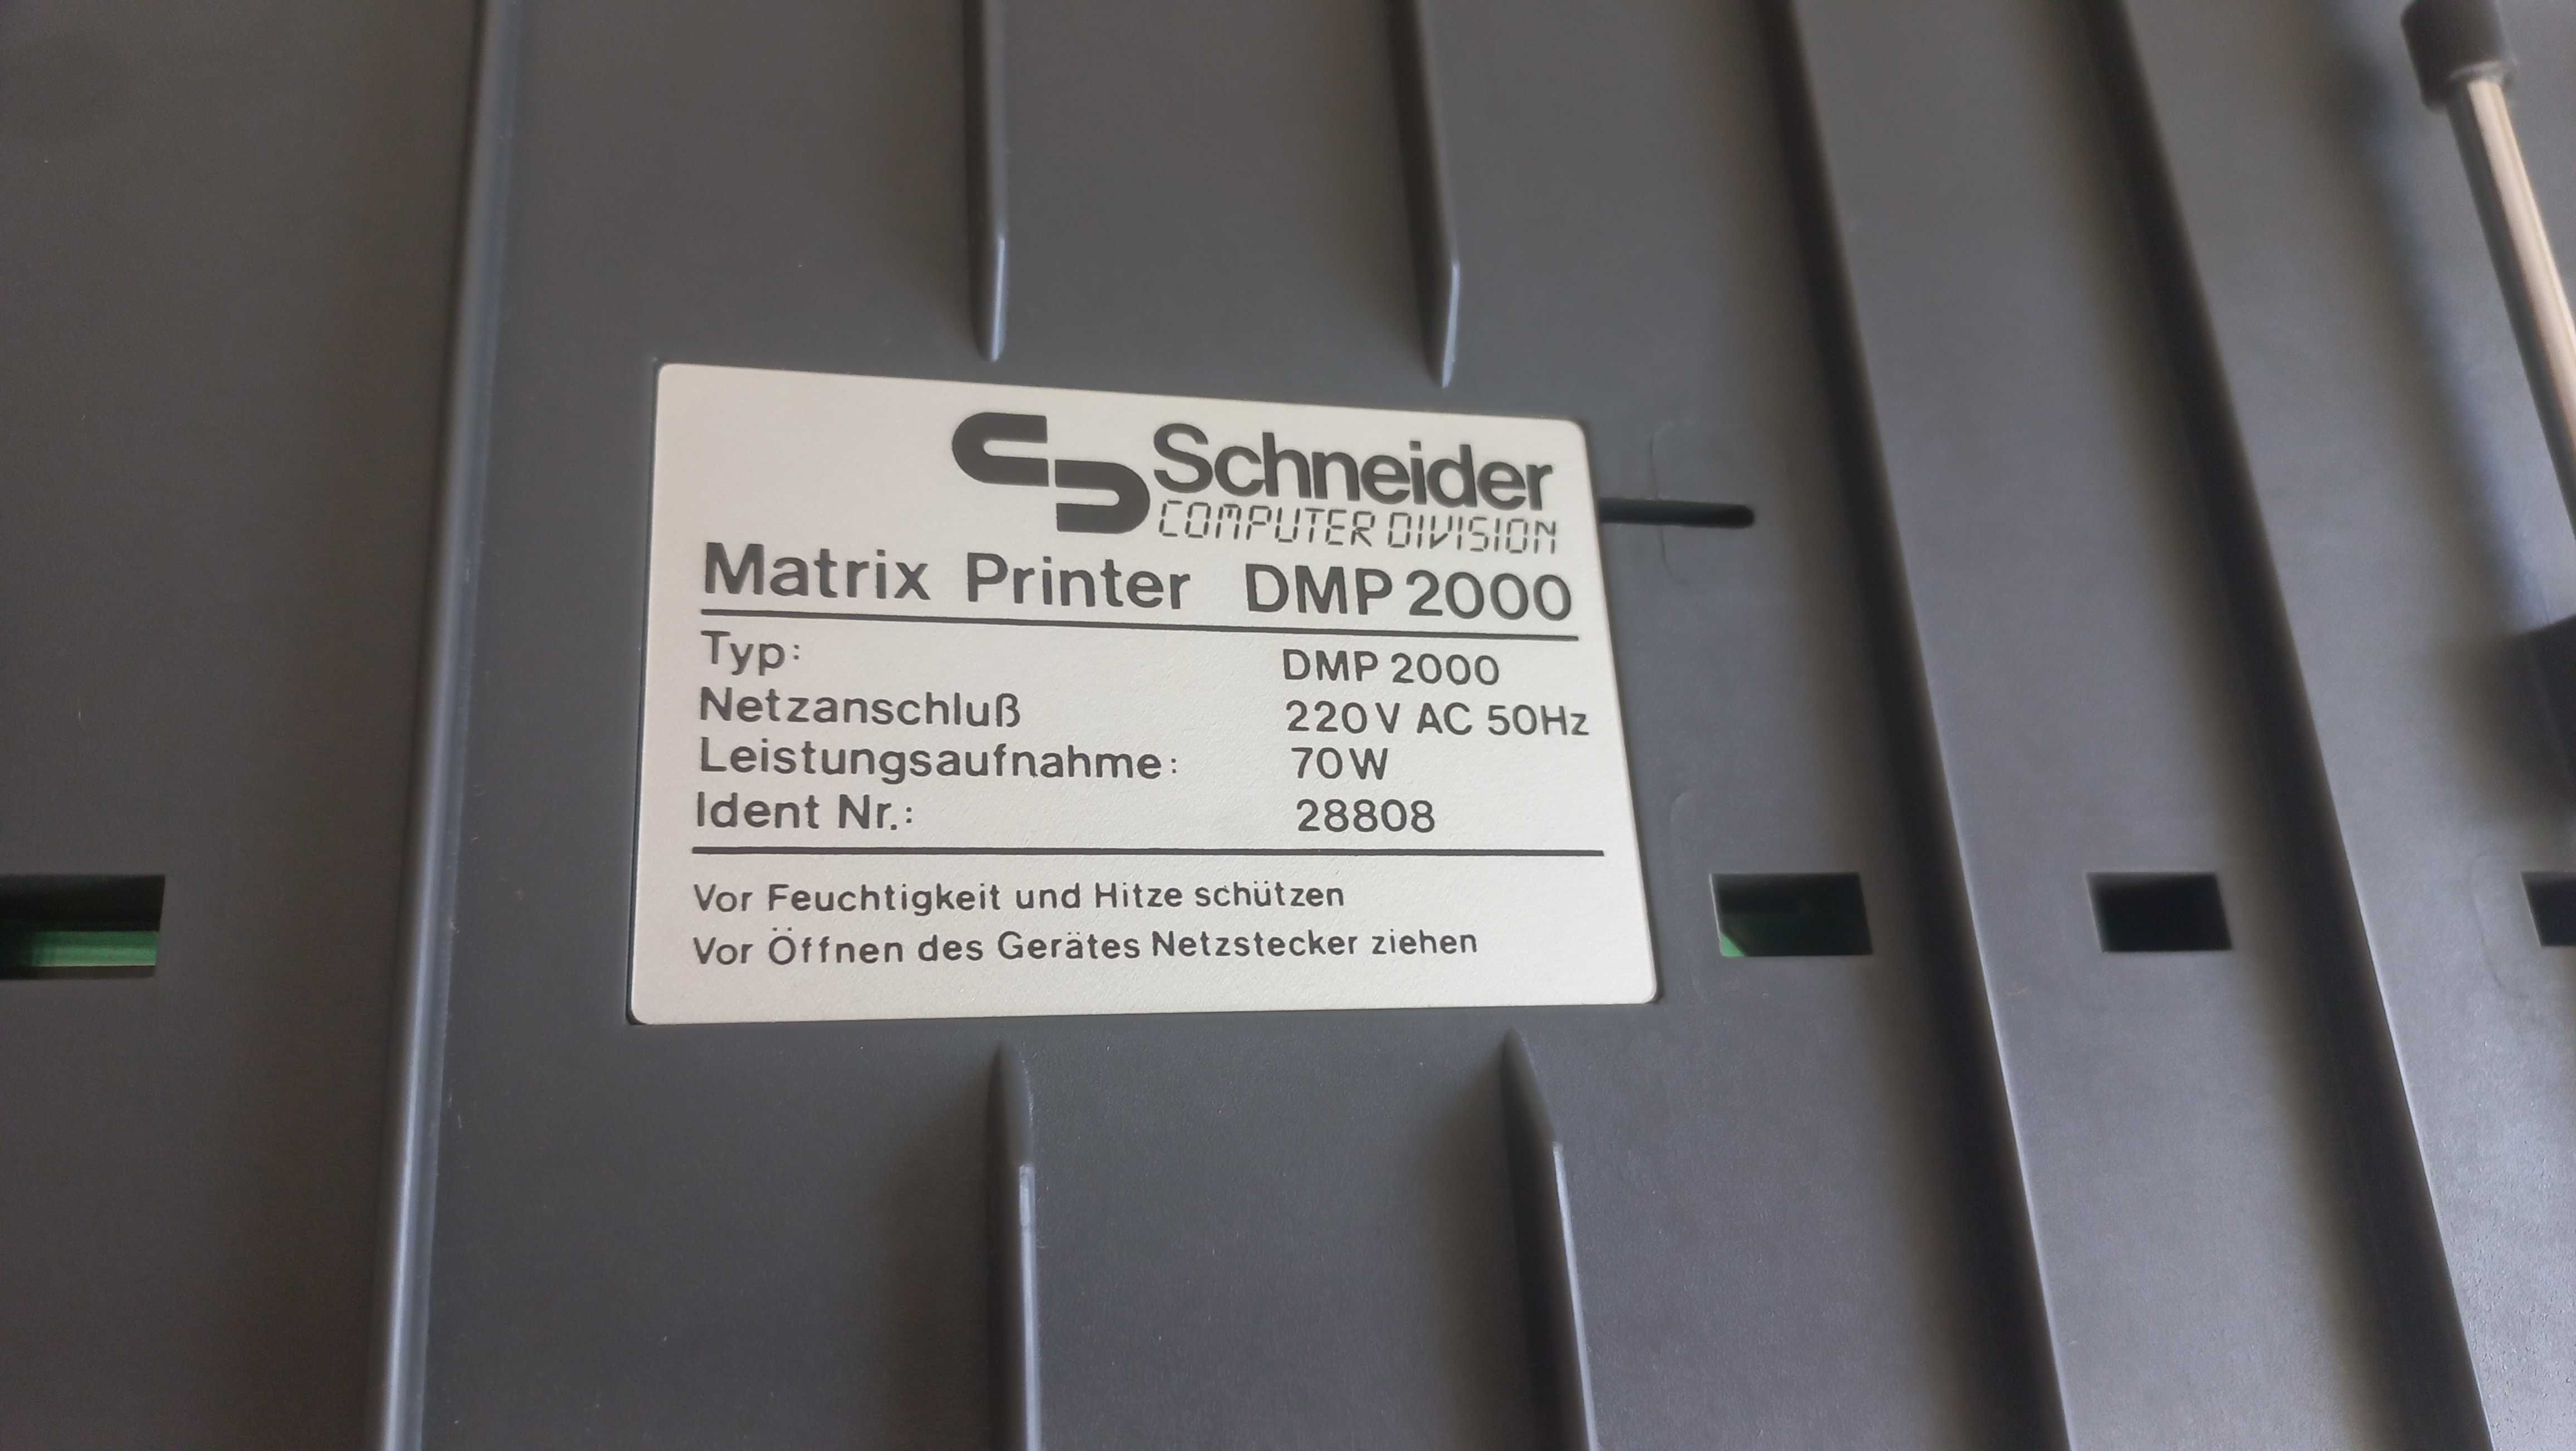 Schneider
COMPUTER DIVISION
Matrix Printer DMP 2000
Typ: DMP 2000
Netzanschluß 220V AC 50Hz
Leistungsaufnahme: 70W
Ident Nr.: 28808
Vor Feuchtigkeit und Hitze schützen
Vor Öffnen des Gerätes Netzstecker ziehen